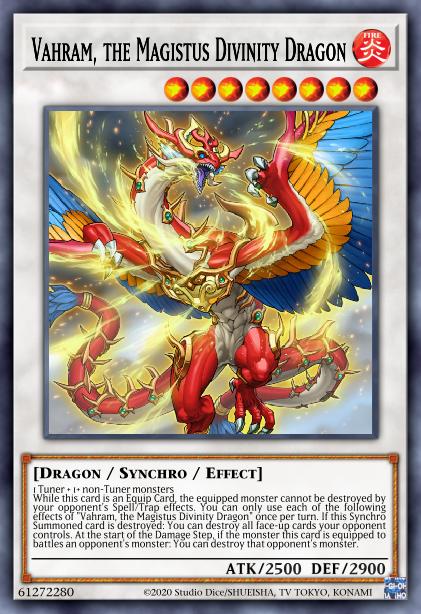 VAHRAM, THE MAGISTUS DIVINITY DRAGON
FIRE
炎
[DRAGON / SYNCHRO / EFFECT]
1 Tuner + 1+ non-Tuner monsters
While this card is an Equip Card, the equipped monster cannot be destroyed by
your opponent's Spell/Trap effects. You can only use each of the following
effects of "Vahram, the Magistus Divinity Dragon" once per turn. If this Synchro
Summoned card is destroyed: You can destroy all face-up cards your opponent
controls. At the start of the Damage Step, if the monster this card is equipped to
battles an opponent's monster: You can destroy that opponent's monster.
ATK/2500 DEF/2900
61272280 ©2020 Studio Dice/SHUEISHA, TV TOKYO, KONAMI